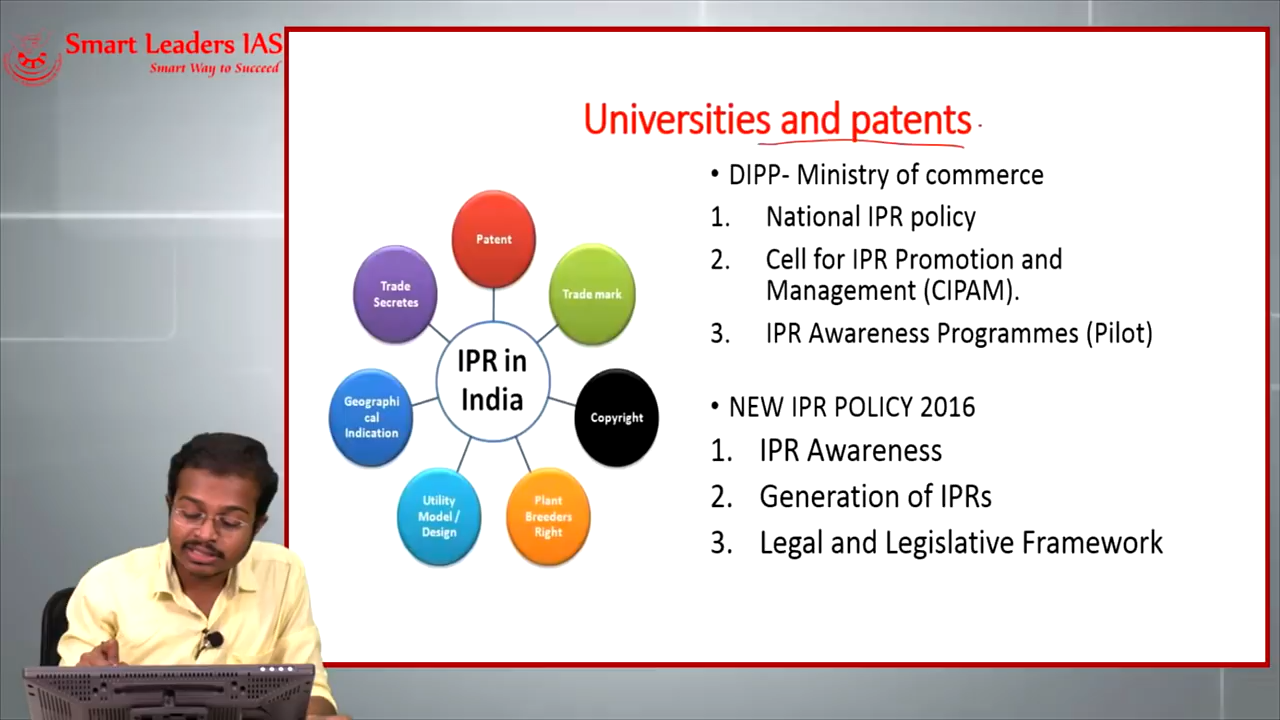 Smart Leaders IAS
Smart Way to Succeed
Universities and patents
• DIPP- Ministry of commerce
1. National IPR policy
2. Cell for IPR Promotion and
Management (CIPAM).
3. IPR Awareness Programmes (Pilot)
• NEW IPR POLICY 2016
1. IPR Awareness
2. Generation of IPRs
3. Legal and Legislative Framework
IPR in
India
Patent
Trade mark
Copyright
Plant
Breeders
Right
Utility
Model /
Design
Geographi
cal
Indication
Trade
Secretes